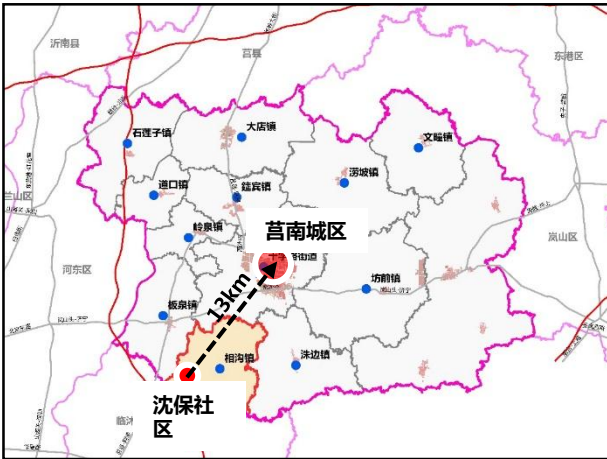 沂南县
莒县
东港区
石莲子镇
大店镇
文疃镇
涝坡镇
道口镇
筵宾镇
兰山区
岭泉镇
莒南城区
岚山区
河东区
坊前镇
13km
板泉镇
相沟镇
洙边镇
沈保社
区